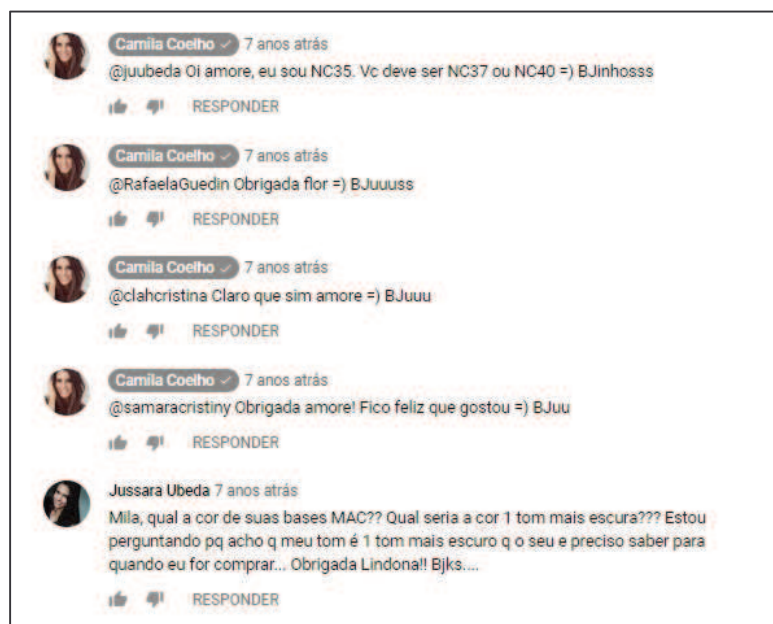 Camila Coelho 7 anos atrás
@juubeda Oi amore, eu sou NC35. Vc deve ser NC37 ou NC40 =) BJinhosss
RESPONDER
Camila Coelho 7 anos atrás
@RafaelaGuedin Obrigada flor =) BJuuuss
RESPONDER
Camila Coelho 7 anos atrás
@clahcristina Claro que sim amore =) BJuuu
RESPONDER
Camila Coelho 7 anos atrás
@samaracristiny Obrigada amore! Fico feliz que gostou =) BJuu
RESPONDER
Jussara Ubeda 7 anos atrás
Mila, qual a cor de suas bases MAC?? Qual seria a cor 1 tom mais escura??? Estou
perguntando pq acho q meu tom é 1 tom mais escuro q o seu e preciso saber para
quando eu for comprar... Obrigada Lindona!! Bjks....
RESPONDER